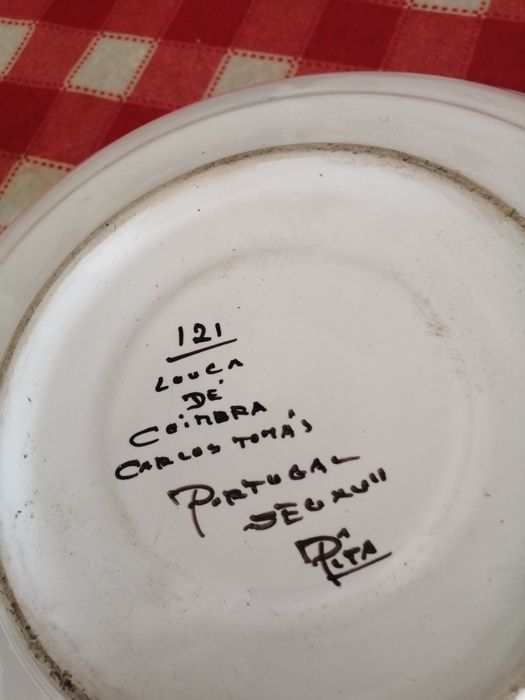 121
LOUCA
DE
COIMBRA
CARLOS TOMÁS
PORTUGAL
SEC XVII
RITA